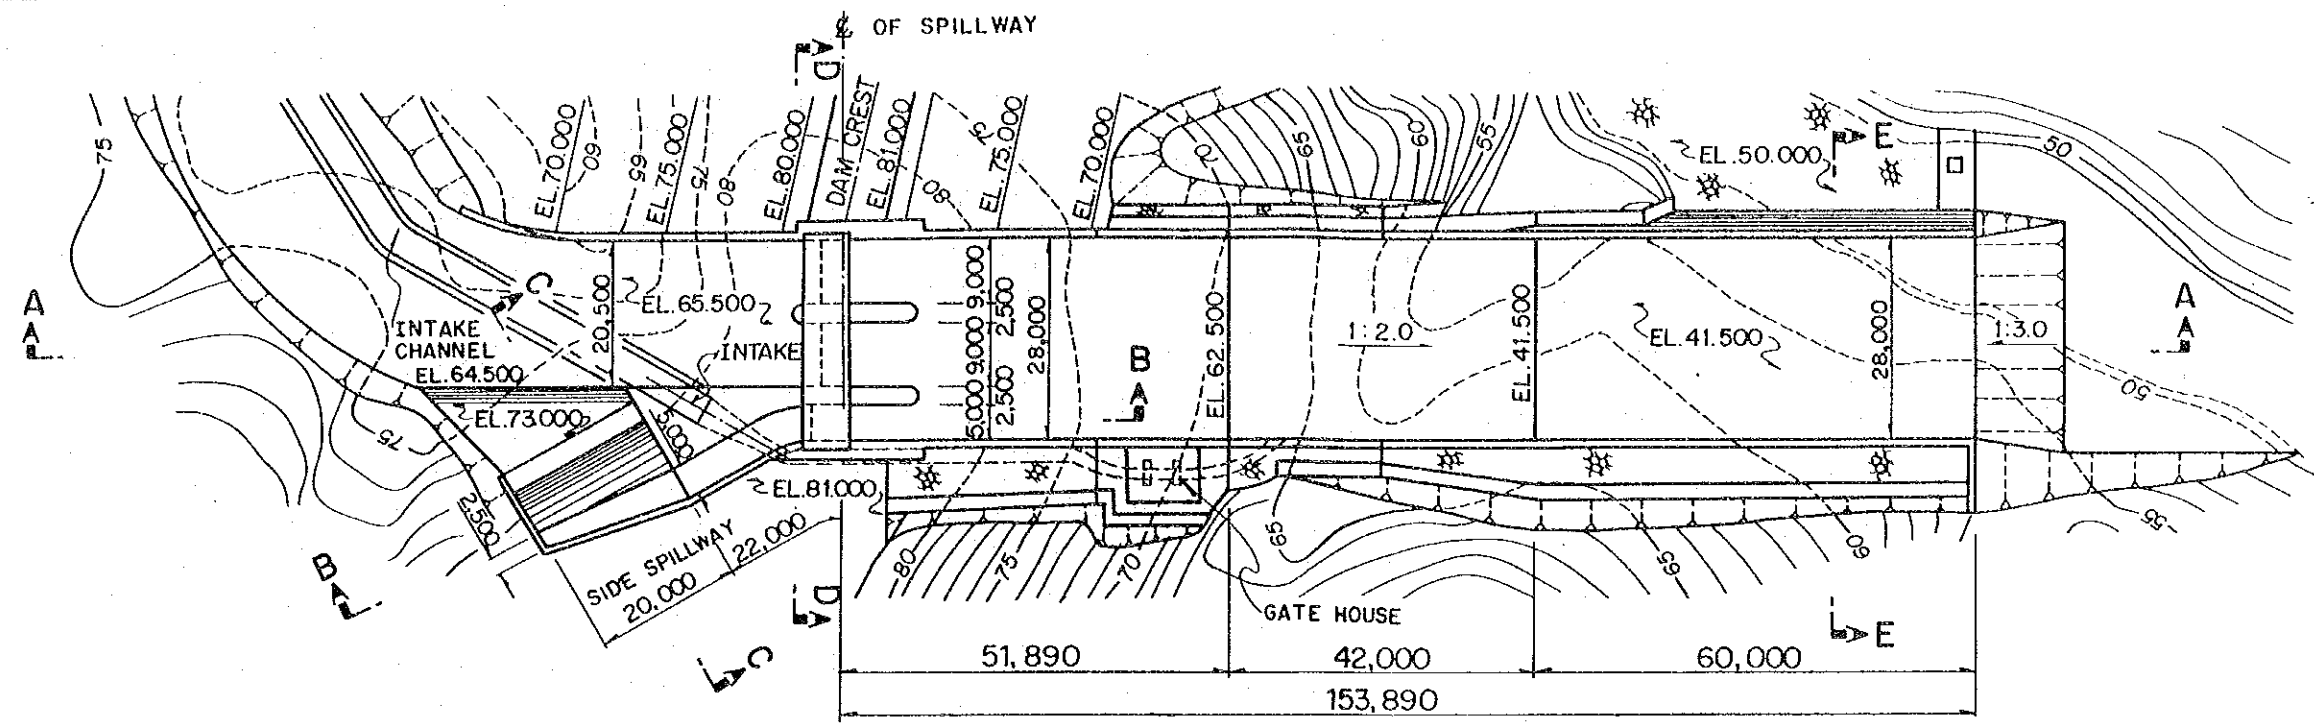 ℄ OF SPILLWAY
D
75
EL.70.000
60
65
EL.75.000
75
80
EL.80.000
DAM CREST
EL.81.000
80
75
EL.75.000
EL.70.000
70
65
60
55
EL.50.000
E
50
A
A
C
20,500
EL.65.500
INTAKE
CHANNEL
EL.64.500
INTAKE
EL.73.000
5,000
75
2,500
5,000 9,000 9,000
2,500 2,500
28,000
B
A
EL.62.500
1:2.0
EL.41.500
EL.41.500
28,000
1:3.0
A
A
50
EL.81.000
SIDE SPILLWAY
20,000
22,000
B
A
C
D
80
75
70
65
GATE HOUSE
65
60
55
E
51,890
42,000
60,000
153,890